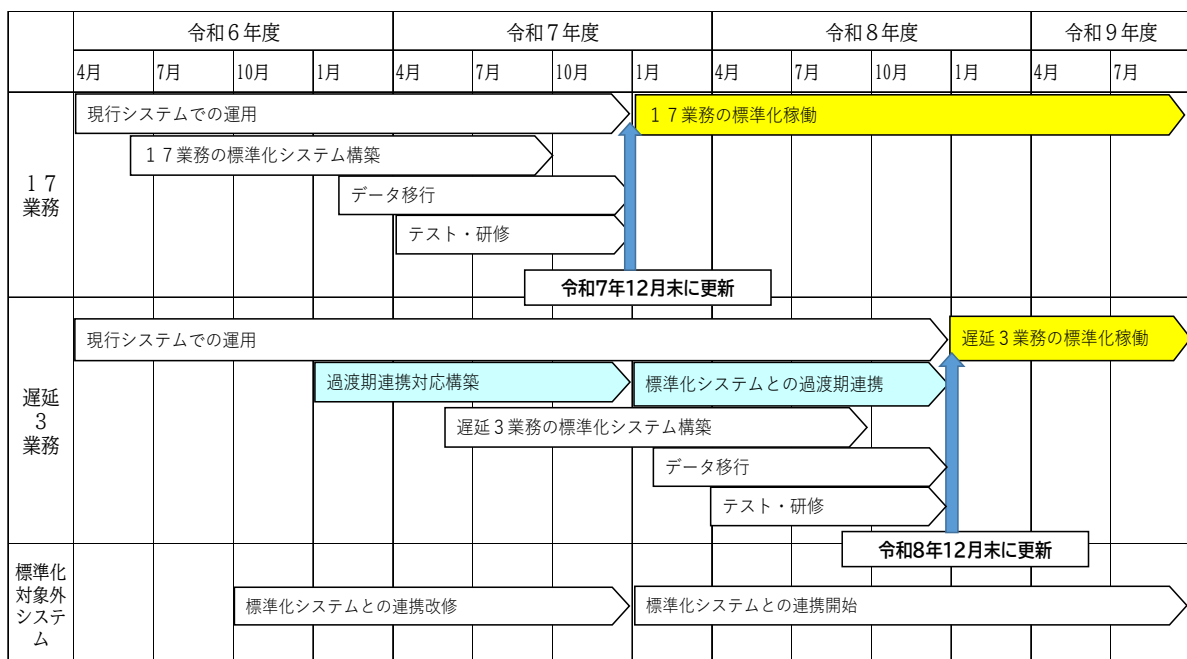 令和６年度
令和７年度
令和８年度
令和９年度
4月
7月
10月
1月
4月
7月
10月
1月
4月
7月
10月
1月
4月
7月
１７
業務
現行システムでの運用
１７業務の標準化稼働
１７業務の標準化システム構築
データ移行
テスト・研修
令和7年12月末に更新
遅延
３
業務
現行システムでの運用
遅延３業務の標準化稼働
過渡期連携対応構築
標準化システムとの過渡期連携
遅延３業務の標準化システム構築
データ移行
テスト・研修
令和8年12月末に更新
標準化
対象外
システ
ム
標準化システムとの連携改修
標準化システムとの連携開始